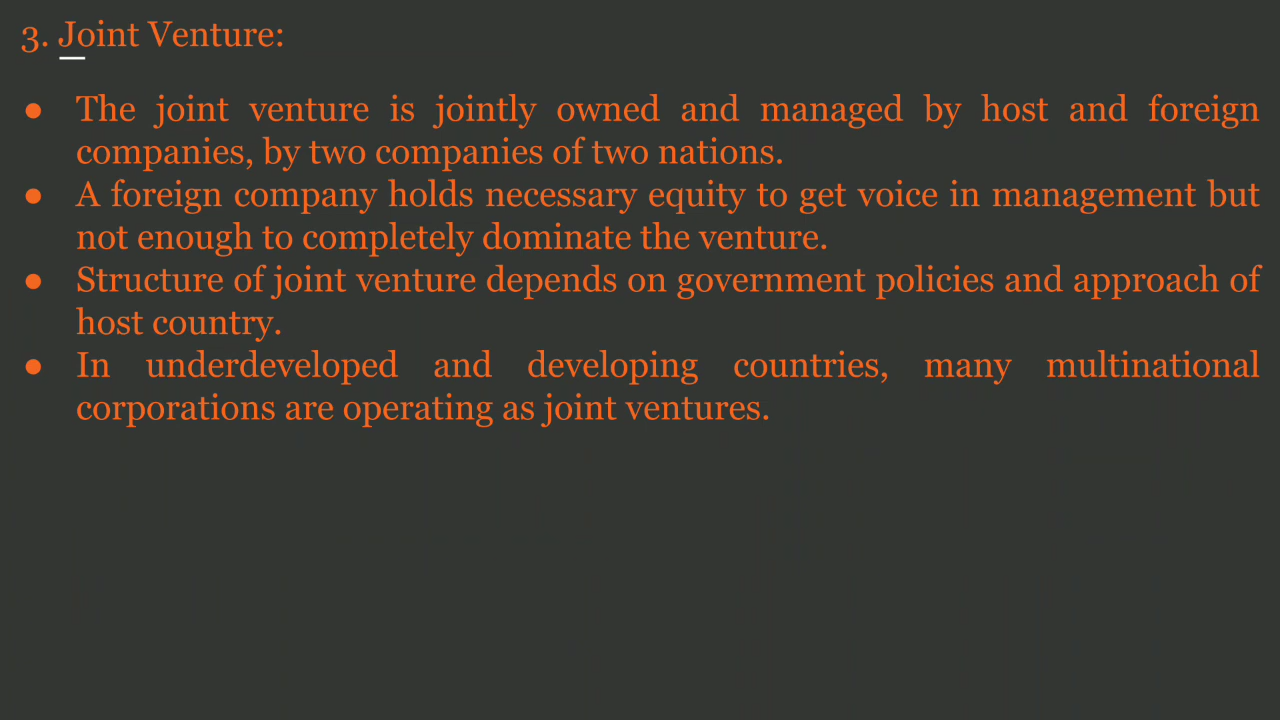 3. Joint Venture:
● The joint venture is jointly owned and managed by host and foreign
companies, by two companies of two nations.
● A foreign company holds necessary equity to get voice in management but
not enough to completely dominate the venture.
● Structure of joint venture depends on government policies and approach of
host country.
● In underdeveloped and developing countries, many multinational
corporations are operating as joint ventures.